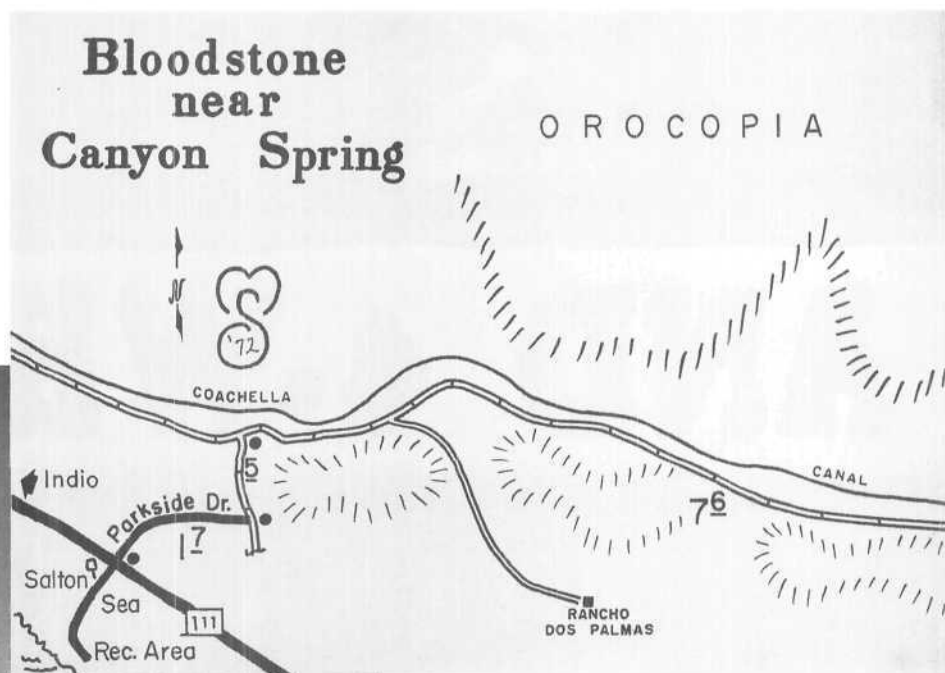 Bloodstone
near
Canyon Spring
OROCOPIA
N
'72
COACHELLA
CANAL
Indio
5
Parkside Dr.
7 6
1 7
Salton
Sea
111
RANCHO
DOS PALMAS
Rec. Area